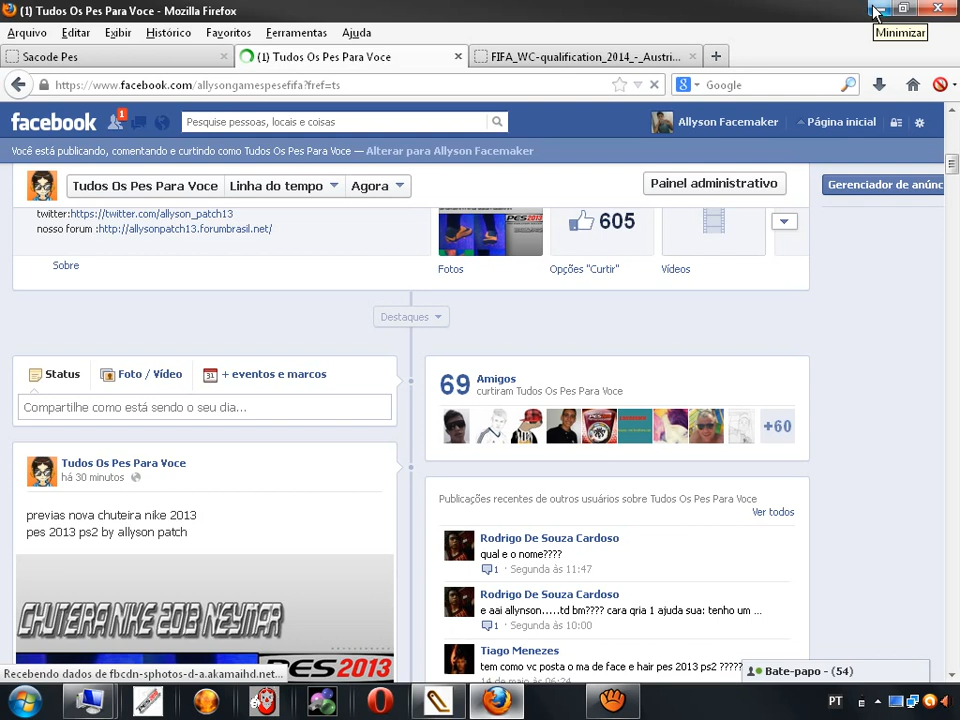 (1) Tudos Os Pes Para Voce - Mozilla Firefox
Arquivo Editar Exibir Histórico Favoritos Ferramentas Ajuda
Minimizar
Sacode Pes
(1) Tudos Os Pes Para Voce
FIFA_WC-qualification_2014_-_Austri...
https://www.facebook.com/allysongamespesefifa?fref=ts
Google
facebook
1
Pesquise pessoas, locais e coisas
Allyson Facemaker
Página inicial
Você está publicando, comentando e curtindo como Tudos Os Pes Para Voce — Alterar para Allyson Facemaker
Tudos Os Pes Para Voce
Linha do tempo
Agora
Painel administrativo
Gerenciador de anúnc
twitter:https://twitter.com/allyson_patch13
nosso forum :http://allysonpatch13.forumbrasil.net/
Sobre
PES2013
605
Fotos
Opções "Curtir"
Vídeos
Destaques
Status
Foto / Vídeo
31
+ eventos e marcos
Compartilhe como está sendo o seu dia...
69 Amigos
curtiram Tudos Os Pes Para Voce
+60
Tudos Os Pes Para Voce
há 30 minutos
previas nova chuteira nike 2013
pes 2013 ps2 by allyson patch
CHUTEIRA NIKE 2013 NEYMAR
PES2013
Publicações recentes de outros usuários sobre Tudos Os Pes Para Voce
Ver todos
Rodrigo De Souza Cardoso
qual e o nome????
1 · Segunda às 11:47
Rodrigo De Souza Cardoso
e aai allynson.....td bm???? cara qria 1 ajuda sua: tenho um ...
1 · Segunda às 10:00
Tiago Menezes
tem como vc posta o ma de face e hair pes 2013 ps2 ?????
14 de maio às 06:24
Bate-papo - (54)
Recebendo dados de fbcdn-sphotos-d-a.akamaihd.net...
PT